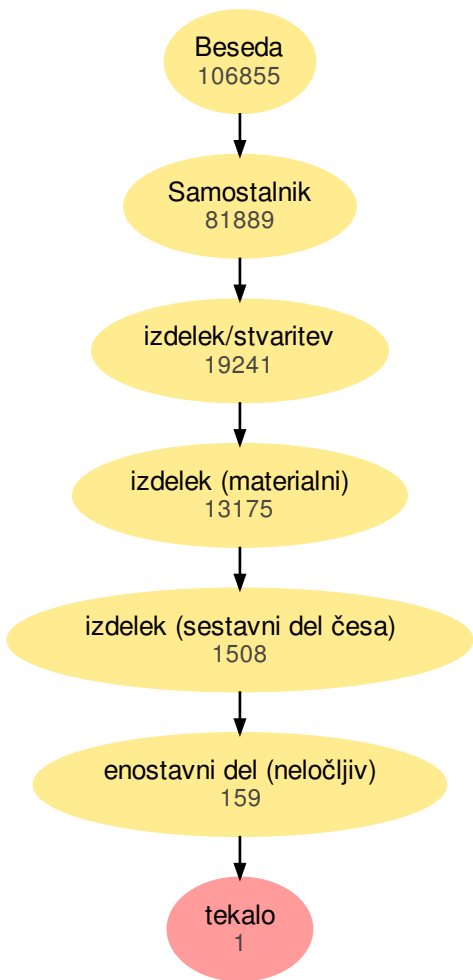 Beseda
106855
Samostalnik
81889
izdelek/stvaritev
19241
izdelek (materialni)
13175
izdelek (sestavni del česa)
1508
enostavni del (neločljiv)
159
tekalo
1